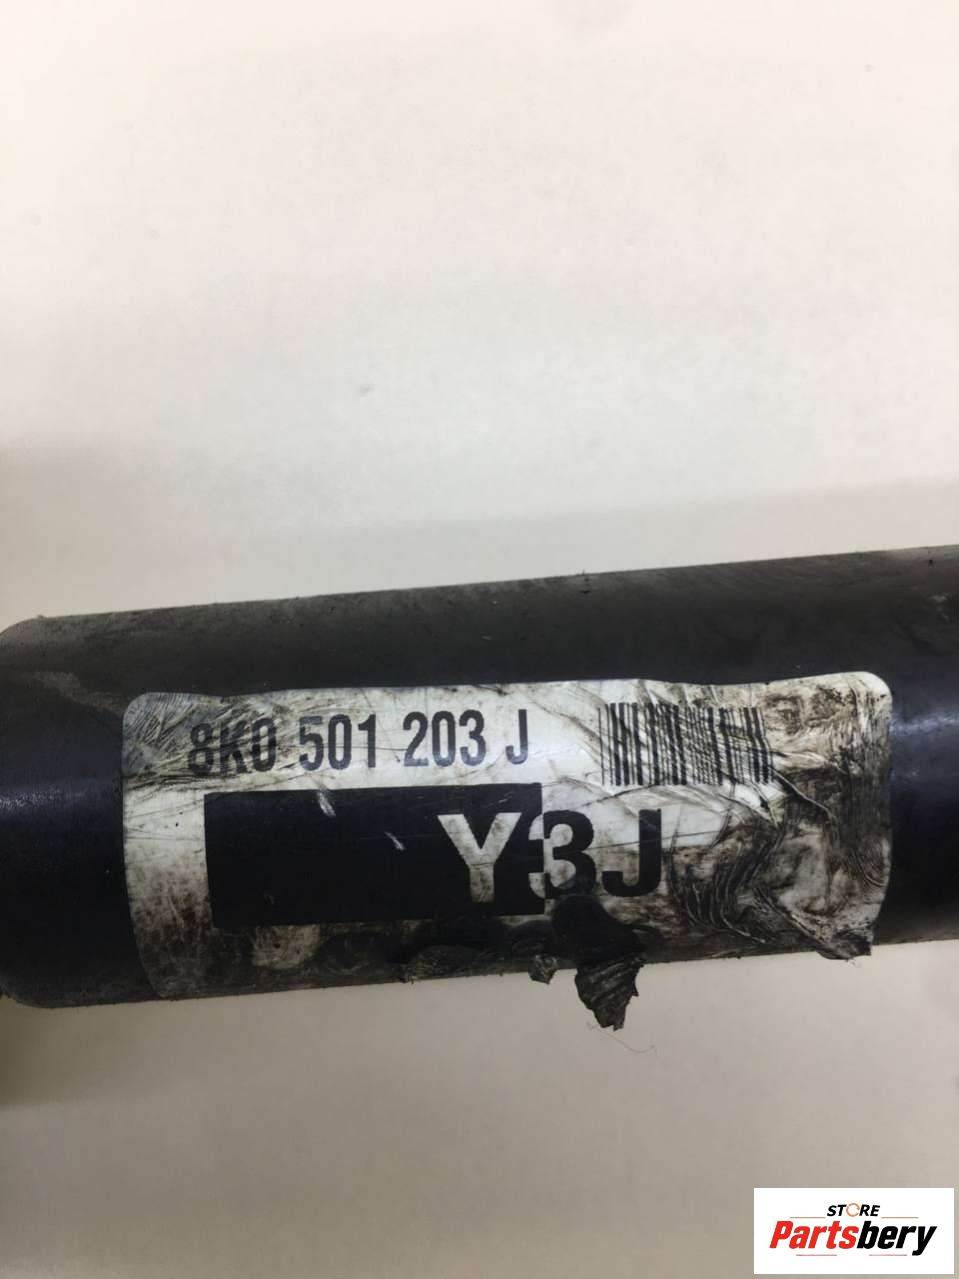 8K0 501 203 J
Y3J
STORE
Partsbery